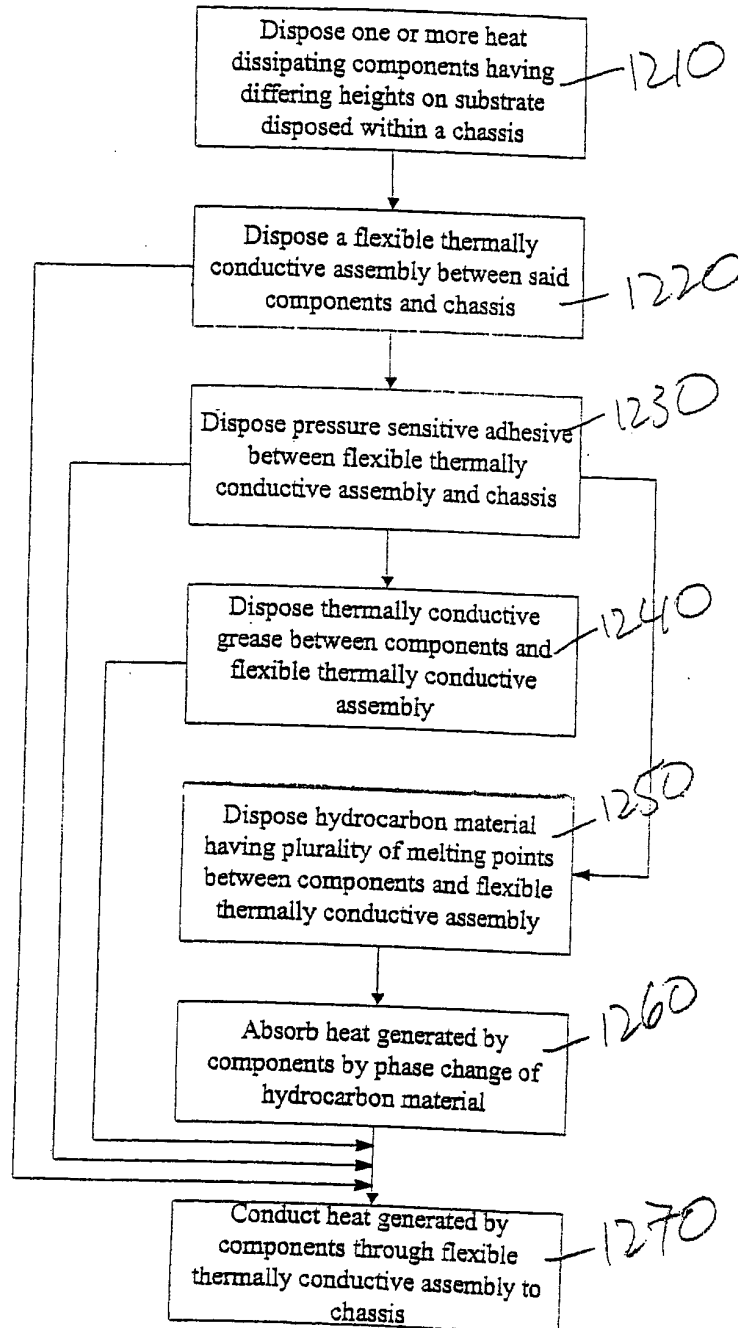 Dispose one or more heat
dissipating components having
differing heights on substrate
disposed within a chassis
1210
Dispose a flexible thermally
conductive assembly between said
components and chassis
1220
Dispose pressure sensitive adhesive
between flexible thermally
conductive assembly and chassis
1230
Dispose thermally conductive
grease between components and
flexible thermally conductive
assembly
1240
Dispose hydrocarbon material
having plurality of melting points
between components and flexible
thermally conductive assembly
1250
Absorb heat generated by
components by phase change of
hydrocarbon material
1260
Conduct heat generated by
components through flexible
thermally conductive assembly to
chassis
1270